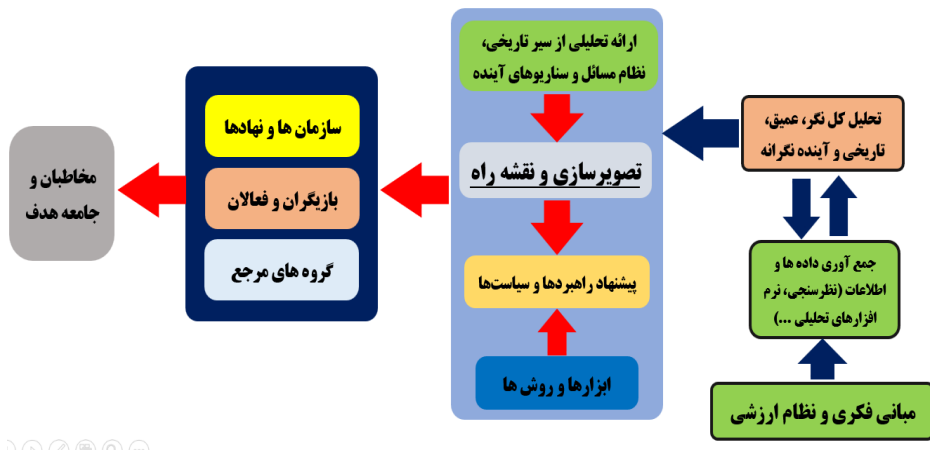 مبانی فکری و نظام ارزشی
جمع آوری داده ها و
اطلاعات (نظرسنجی، نرم
افزارهای تحلیلی ...)
تحلیل کل نگر، عمیق،
تاریخی و آینده نگرانه
ارائه تحلیلی از سیر تاریخی،
نظام مسائل و سناریوهای آینده
تصویرسازی و نقشه راه
پیشنهاد راهبردها و سیاست‌ها
ابزارها و روش ها
سازمان ها و نهادها
بازیگران و فعالان
گروه های مرجع
مخاطبان و
جامعه هدف